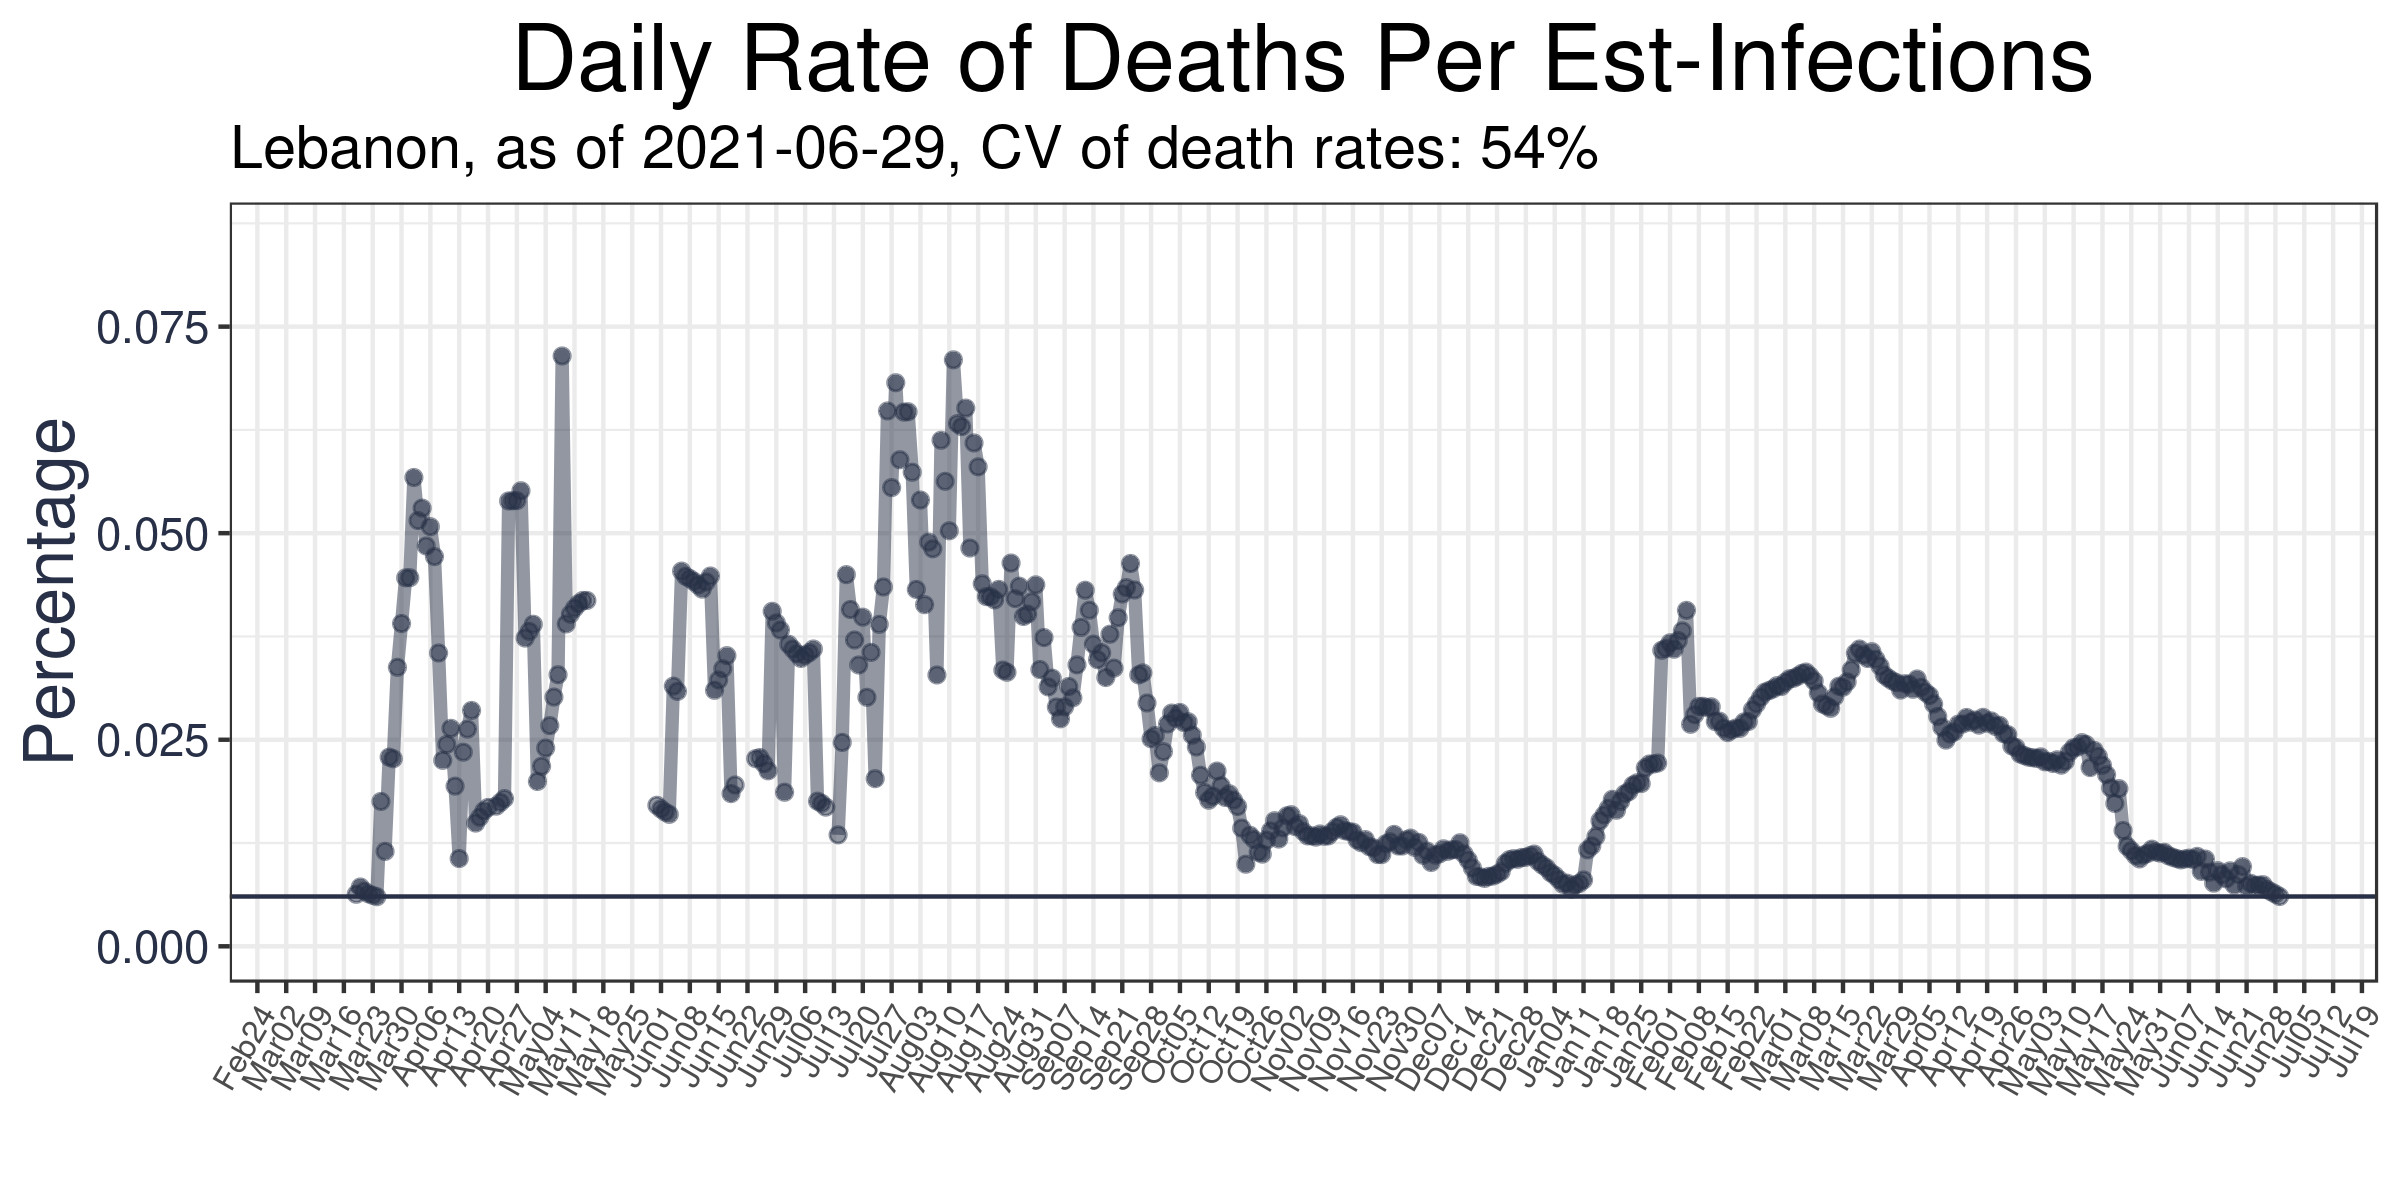 Daily Rate of Deaths Per Est-Infections
Lebanon, as of 2021-06-29, CV of death rates: 54%
Percentage
0.075
0.050
0.025
0.000
Feb24
Mar02
Mar09
Mar16
Mar23
Mar30
Apr06
Apr13
Apr20
Apr27
May04
May11
May18
May25
Jun01
Jun08
Jun15
Jun22
Jun29
Jul06
Jul13
Jul20
Jul27
Aug03
Aug10
Aug17
Aug24
Aug31
Sep07
Sep14
Sep21
Sep28
Oct05
Oct12
Oct19
Oct26
Nov02
Nov09
Nov16
Nov23
Nov30
Dec07
Dec14
Dec21
Dec28
Jan04
Jan11
Jan18
Jan25
Feb01
Feb08
Feb15
Feb22
Mar01
Mar08
Mar15
Mar22
Mar29
Apr05
Apr12
Apr19
Apr26
May03
May10
May17
May24
May31
Jun07
Jun14
Jun21
Jun28
Jul05
Jul12
Jul19